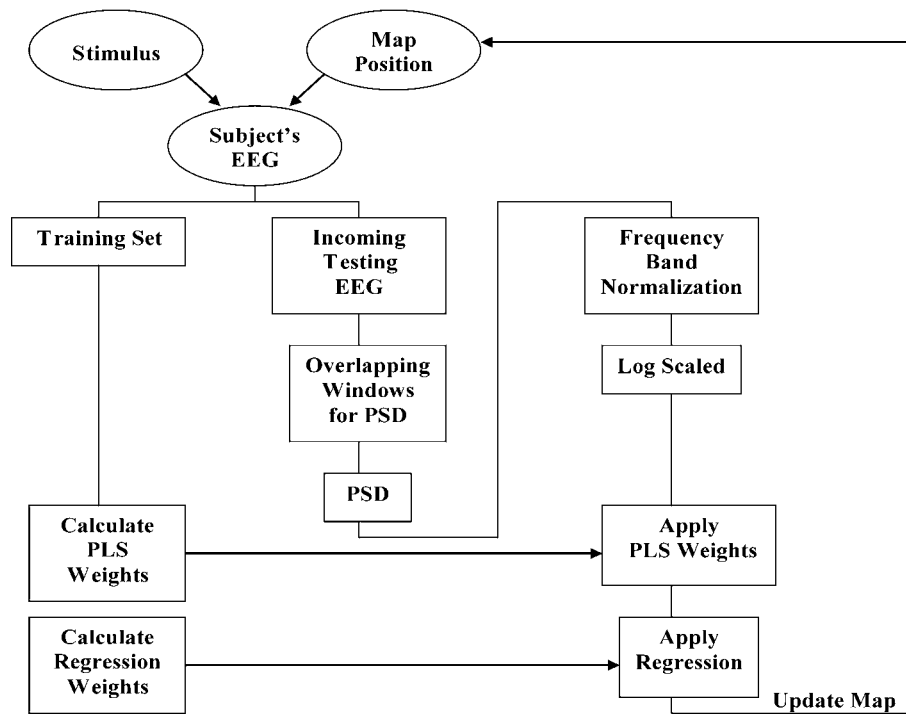 Stimulus
Map
Position
Subject's
EEG
Training Set
Incoming
Testing
EEG
Frequency
Band
Normalization
Overlapping
Windows
for PSD
Log Scaled
PSD
Calculate
PLS
Weights
Apply
PLS Weights
Calculate
Regression
Weights
Apply
Regression
Update Map